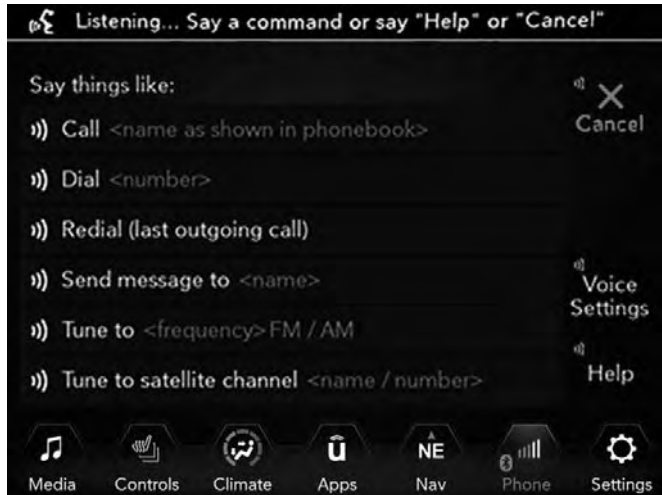 Listening... Say a command or say "Help" or "Cancel"
Say things like:
Cancel
Call <name as shown in phonebook>
Dial <number>
Redial (last outgoing call)
Send message to <name>
Voice
Settings
Tune to <frequency> FM / AM
Tune to satellite channel <name / number>
Help
û
NE
Media Controls Climate Apps Nav Phone Settings